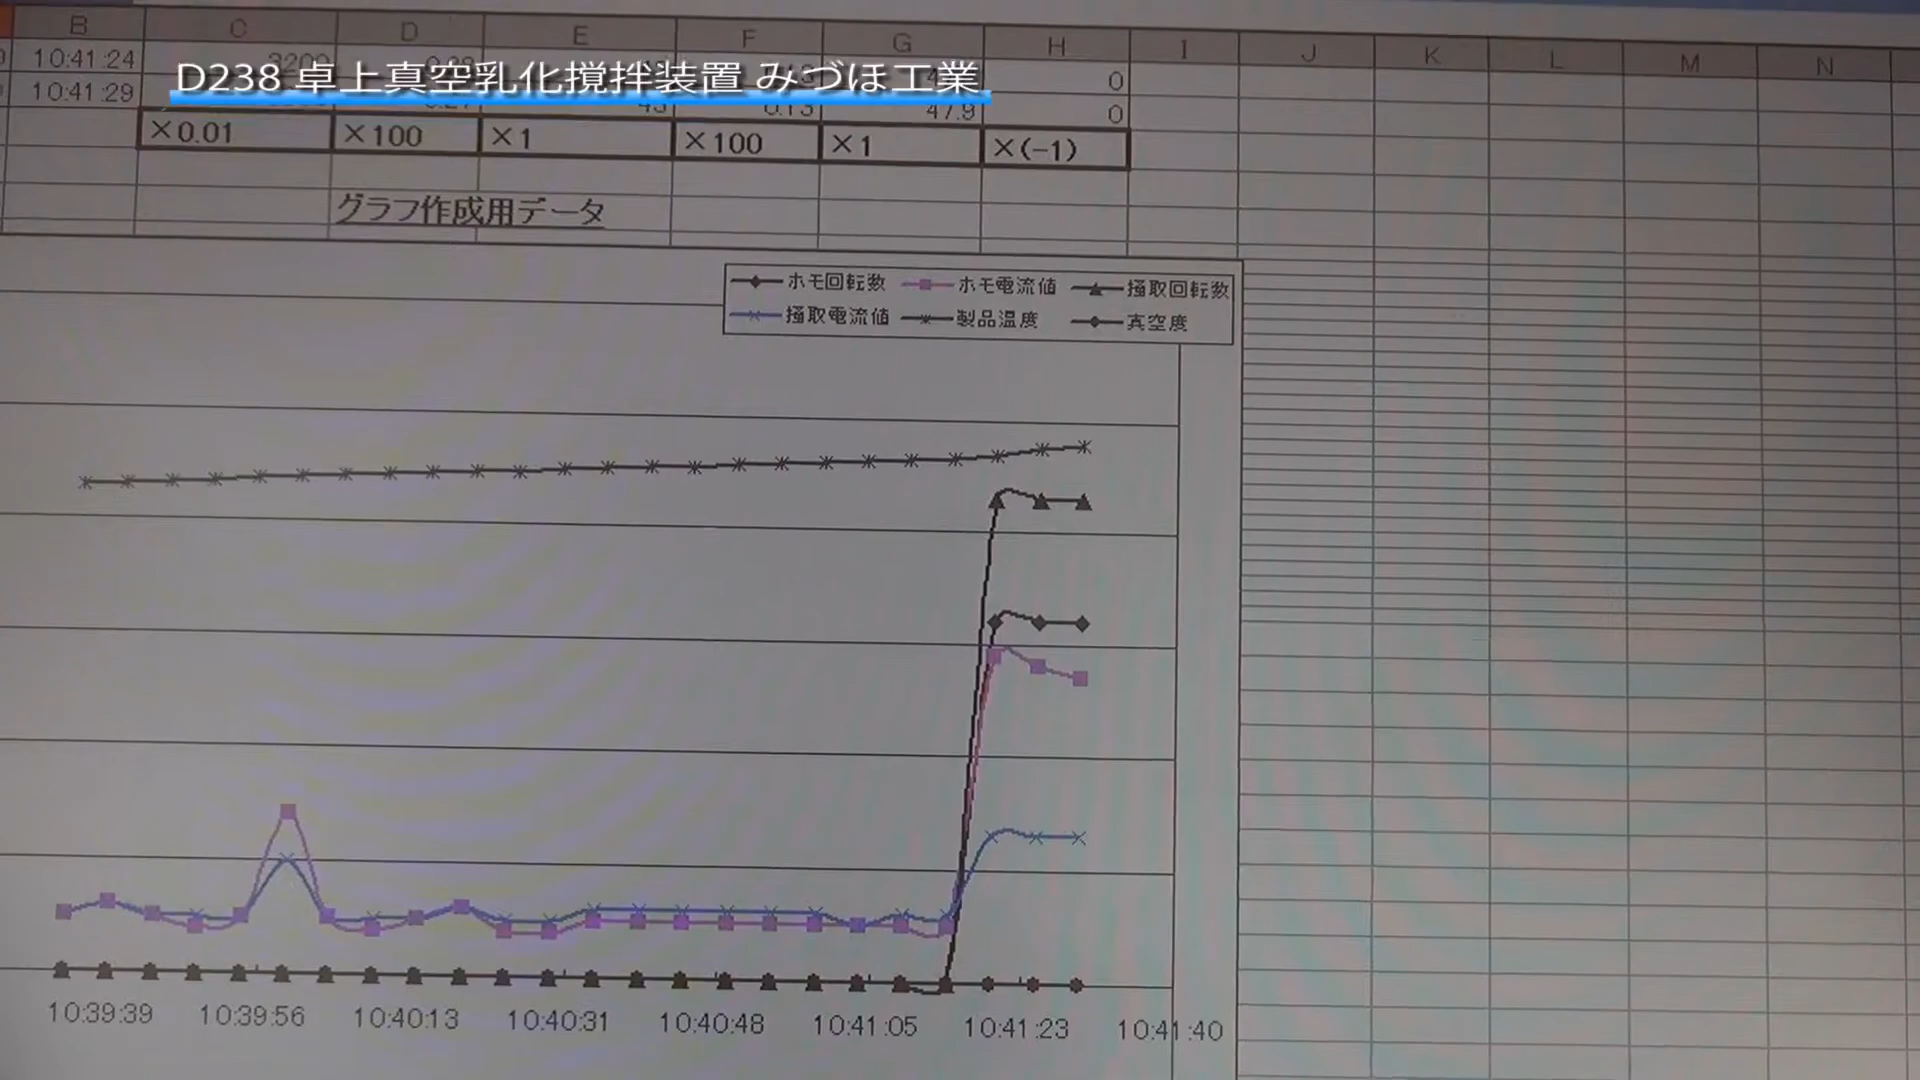 B C D E F G H I J K L M N
10:41:24 0
D238 卓上真空乳化撹拌装置 みづほ工業
10:41:29 43 0.13 47.9 0
×0.01 ×100 ×1 ×100 ×1 ×(-1)
グラフ作成用データ
ホモ回転数 ホモ電流値 掻取回転数
掻取電流値 製品温度 真空度
10:39:39 10:39:56 10:40:13 10:40:31 10:40:48 10:41:05 10:41:23 10:41:40